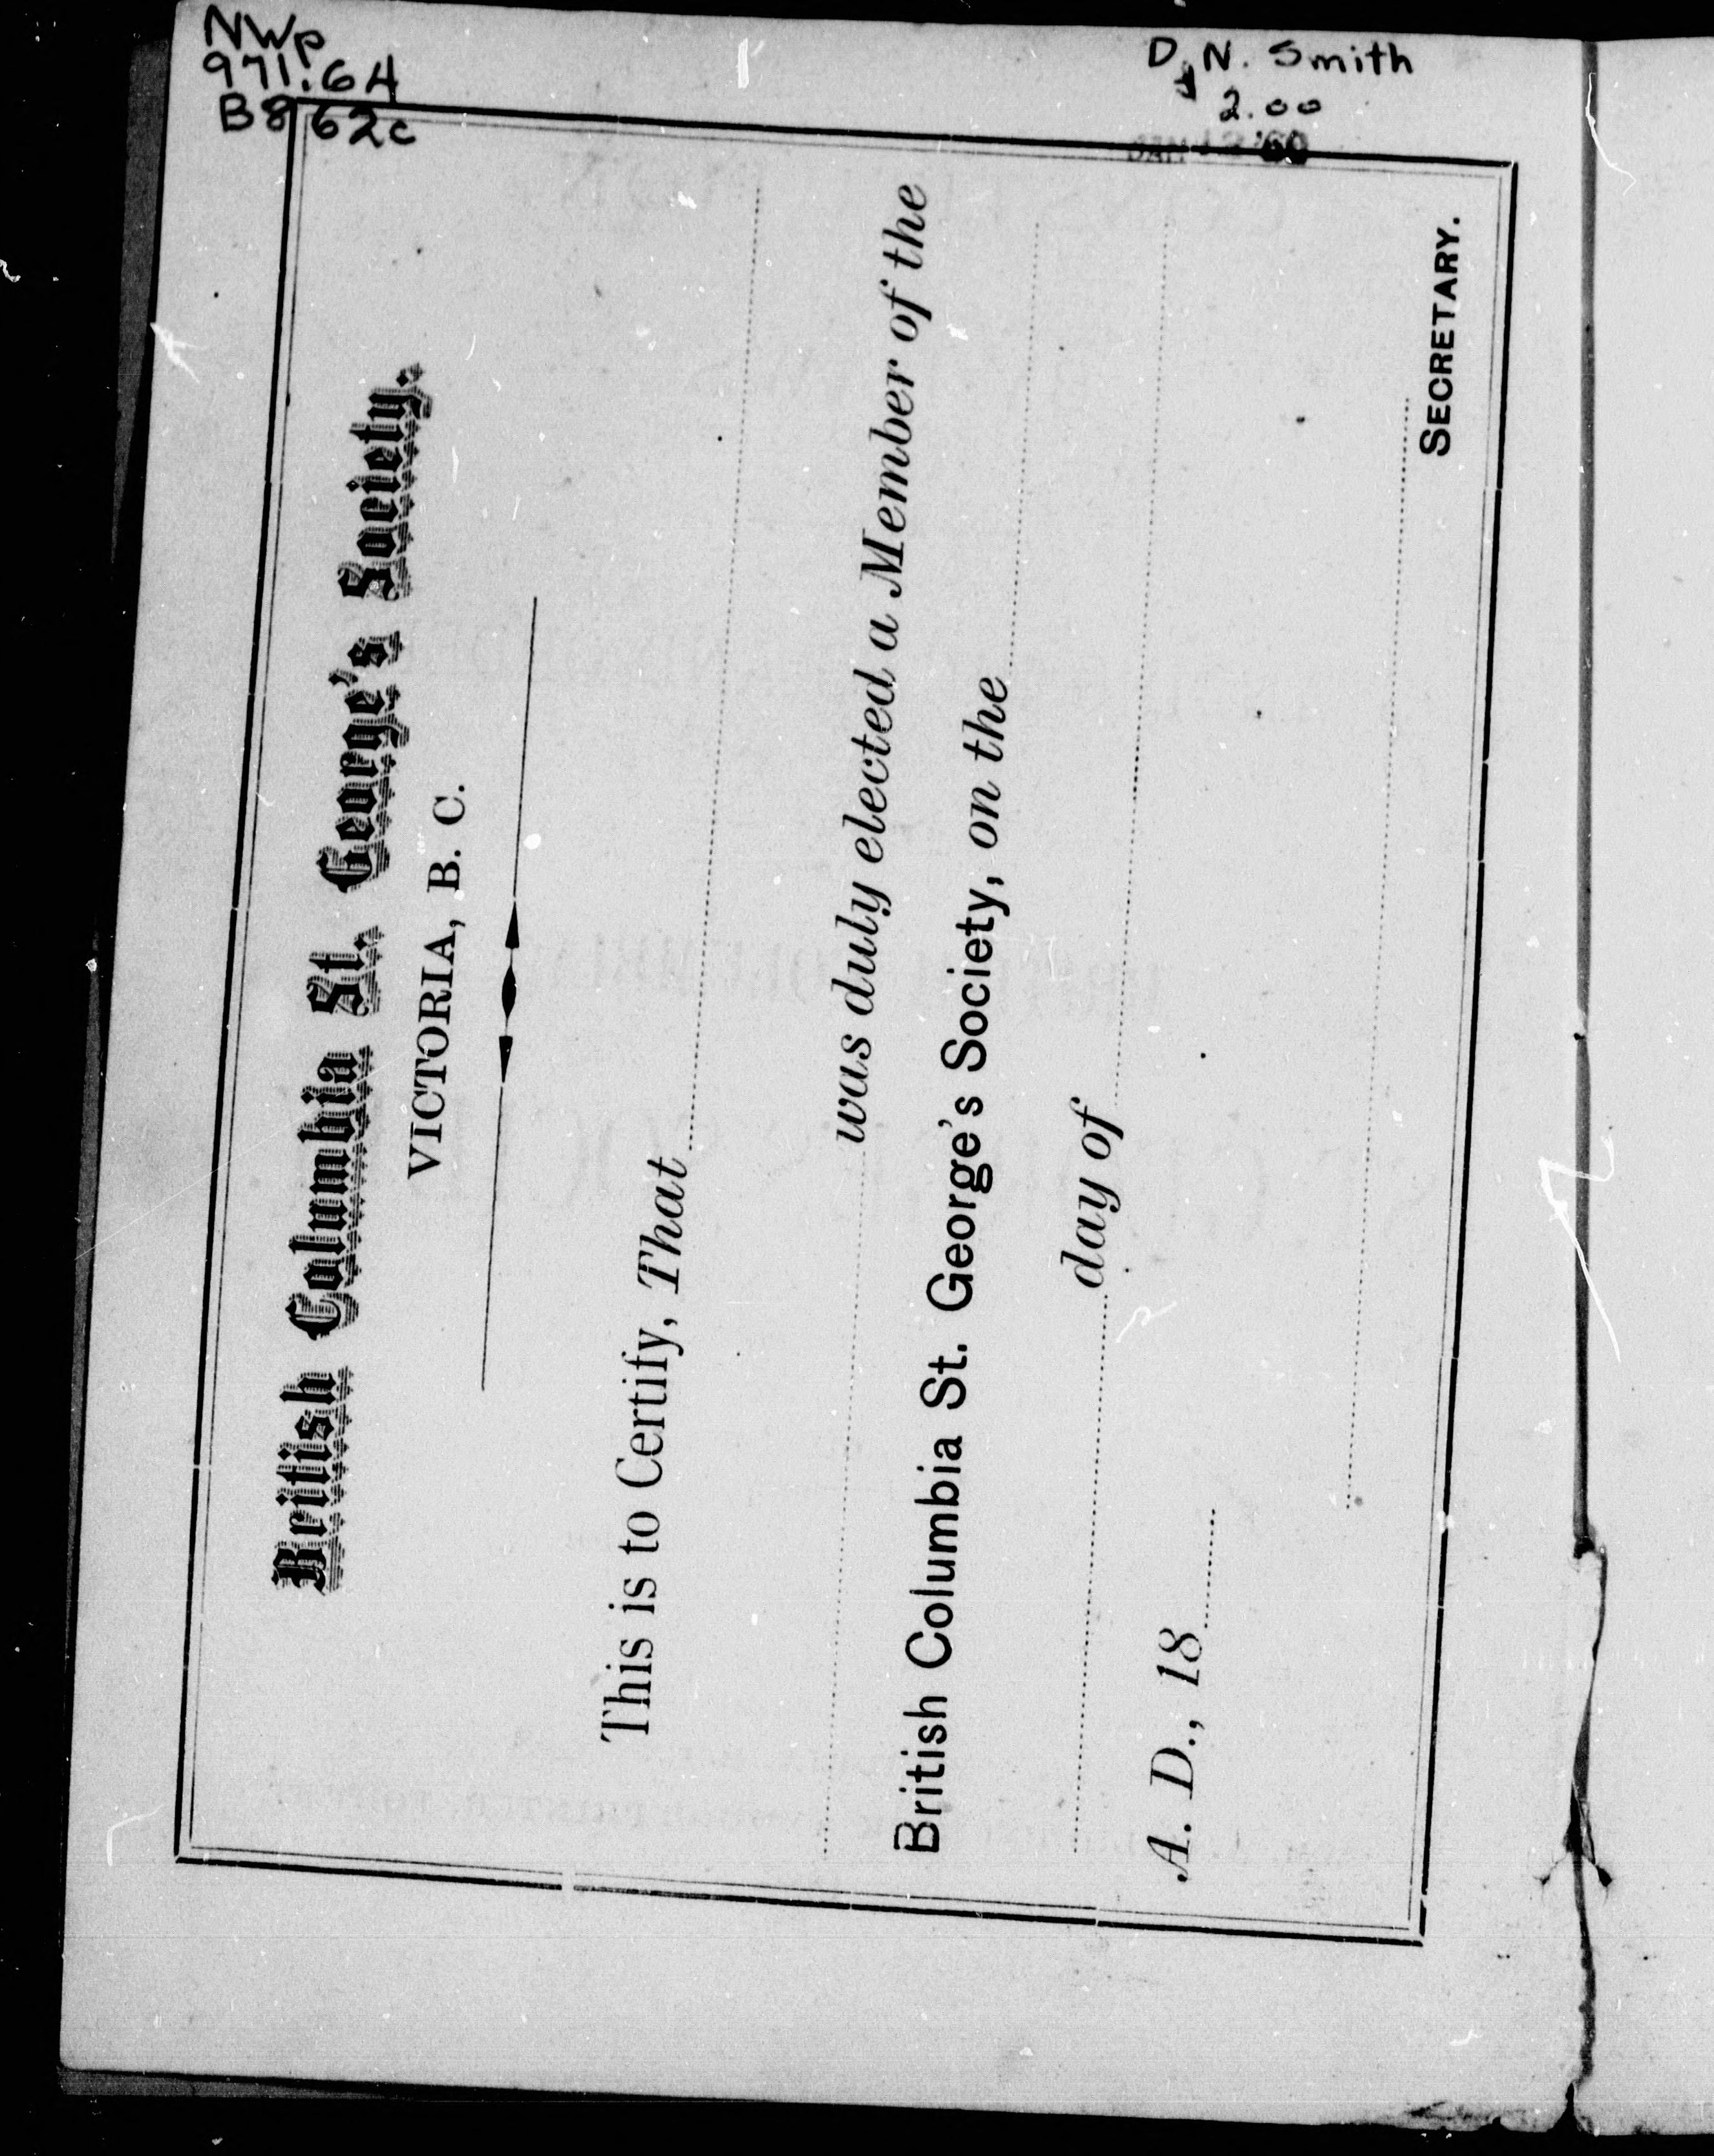 NWp
971.64
B862c
D. N. Smith
2.00
British Columbia St. George's Society.
VICTORIA, B. C.
This is to Certify, That
was duly elected a Member of the
British Columbia St. George's Society, on the
day of
A. D., 18
SECRETARY.